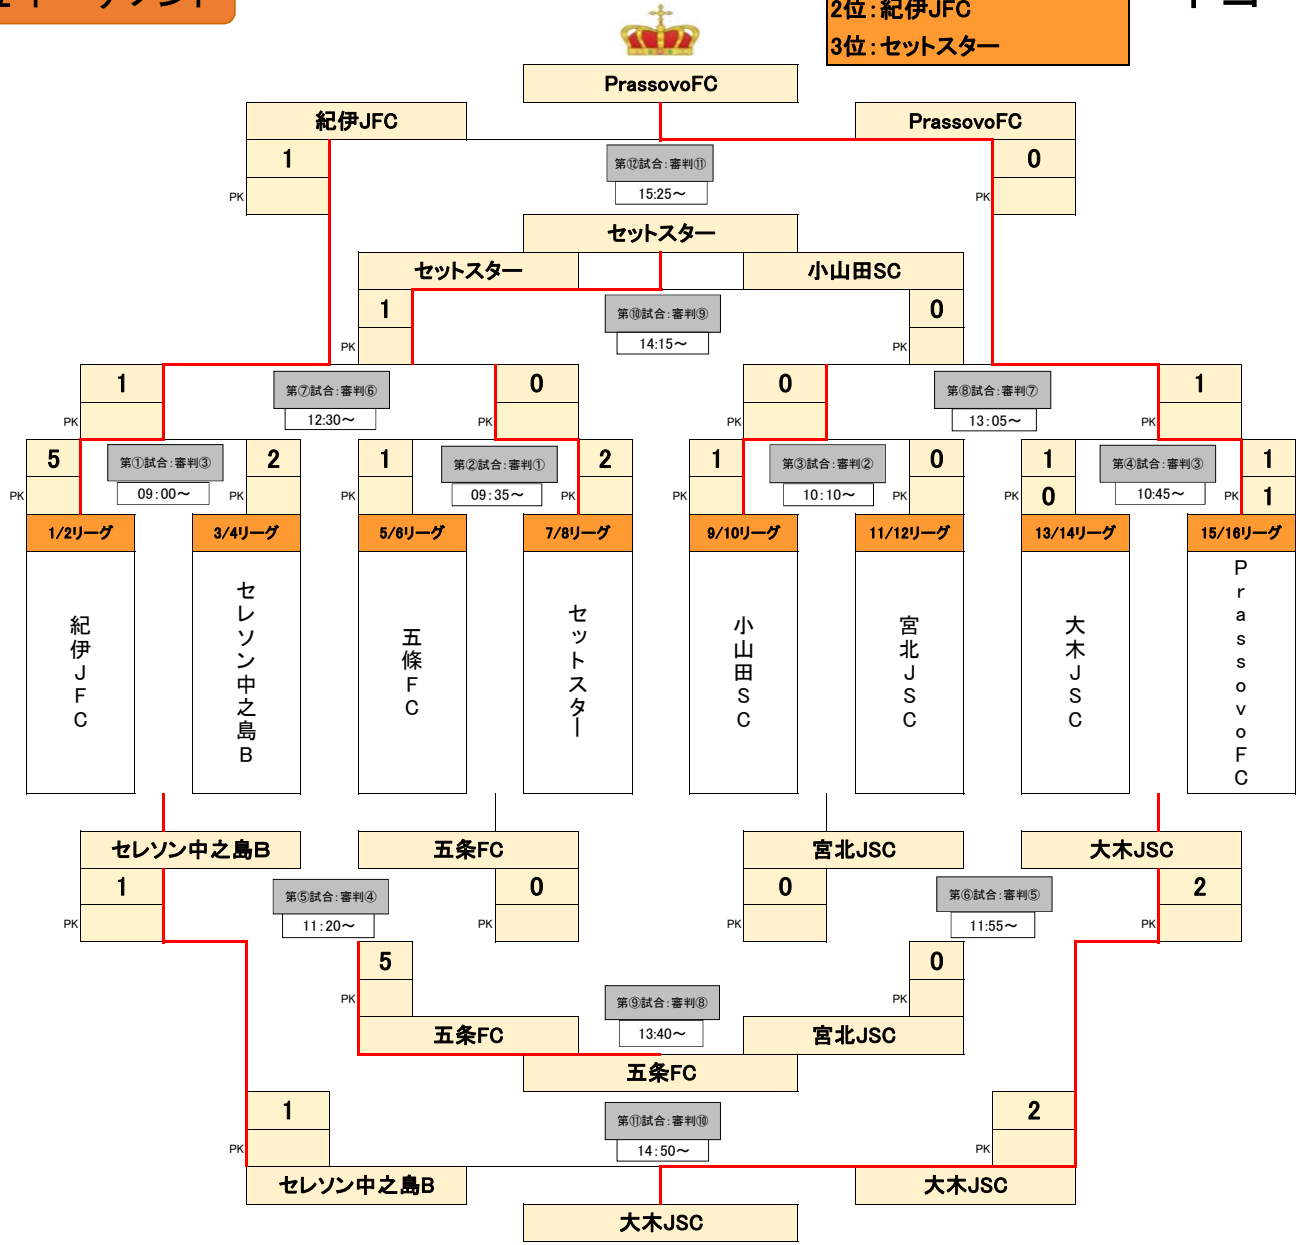 2位：紀伊JFC
3位：セットスター
PrassovoFC
紀伊JFC
PrassovoFC
1
第⑫試合：審判⑪
0
PK
15:25～
PK
セットスター
セットスター
小山田SC
1
第⑩試合：審判⑨
0
PK
14:15～
PK
1
第⑦試合：審判⑥
0
0
第⑧試合：審判⑦
1
PK
12:30～
PK
PK
13:05～
PK
5
第①試合：審判③
2
1
第②試合：審判①
2
1
第③試合：審判②
0
1
第④試合：審判③
1
PK
09:00～
PK
PK
09:35～
PK
PK
10:10～
PK
PK
0
10:45～
PK
1
1/2リーグ
3/4リーグ
5/6リーグ
7/8リーグ
9/10リーグ
11/12リーグ
13/14リーグ
15/16リーグ
紀伊JFC
セレソン中之島B
五條FC
セットスター
小山田SC
宮北JSC
大木JSC
PrassovoFC
セレソン中之島B
五条FC
宮北JSC
大木JSC
1
第⑤試合：審判④
0
0
第⑥試合：審判⑤
2
PK
11:20～
PK
PK
11:55～
PK
5
0
PK
第⑨試合：審判⑧
PK
13:40～
五条FC
宮北JSC
五条FC
1
第⑪試合：審判⑩
2
PK
14:50～
PK
セレソン中之島B
大木JSC
大木JSC